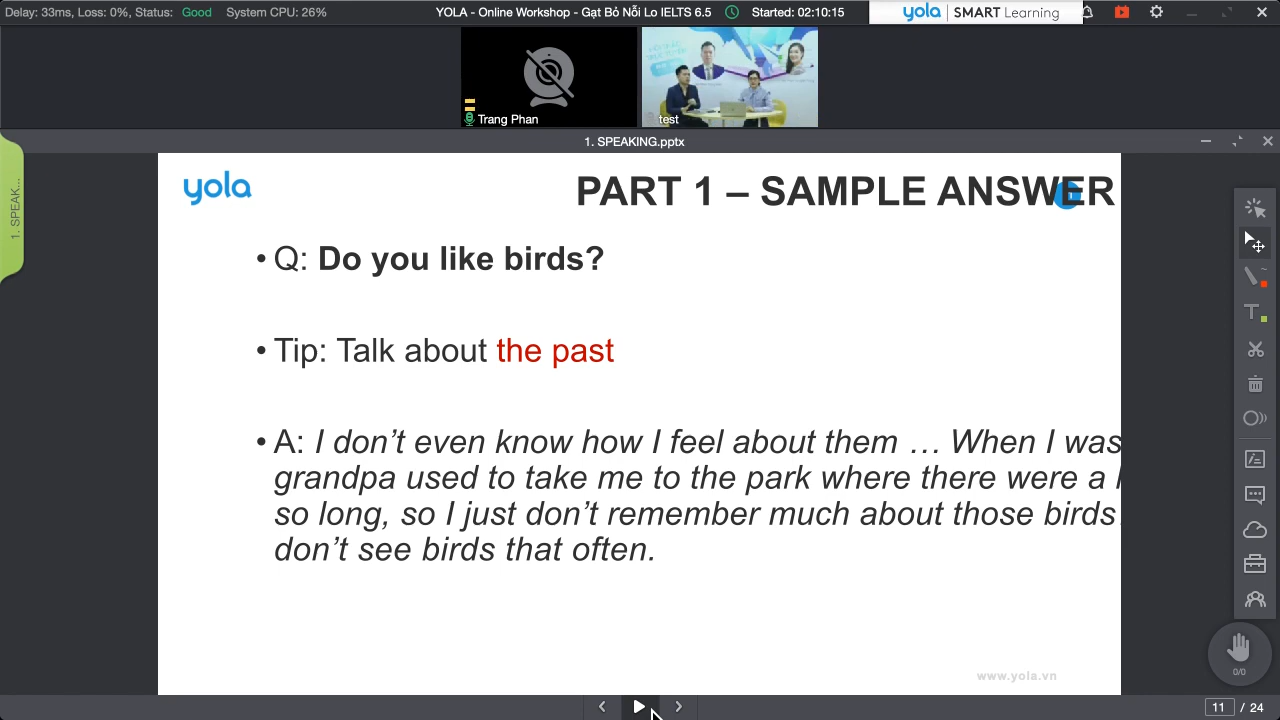 Delay: 33ms, Loss: 0%, Status: Good System CPU: 26%
YOLA - Online Workshop - Gạt Bỏ Nỗi Lo IELTS 6.5
Started: 02:10:15
yola | SMART Learning
Trang Phan
test
1. SPEAKING.pptx
1. SPEAK...
yola
PART 1 – SAMPLE ANSWER
• Q: Do you like birds?
• Tip: Talk about the past
• A: I don’t even know how I feel about them … When I was
grandpa used to take me to the park where there were a
so long, so I just don’t remember much about those birds
don’t see birds that often.
www.yola.vn
0/0
11 / 24